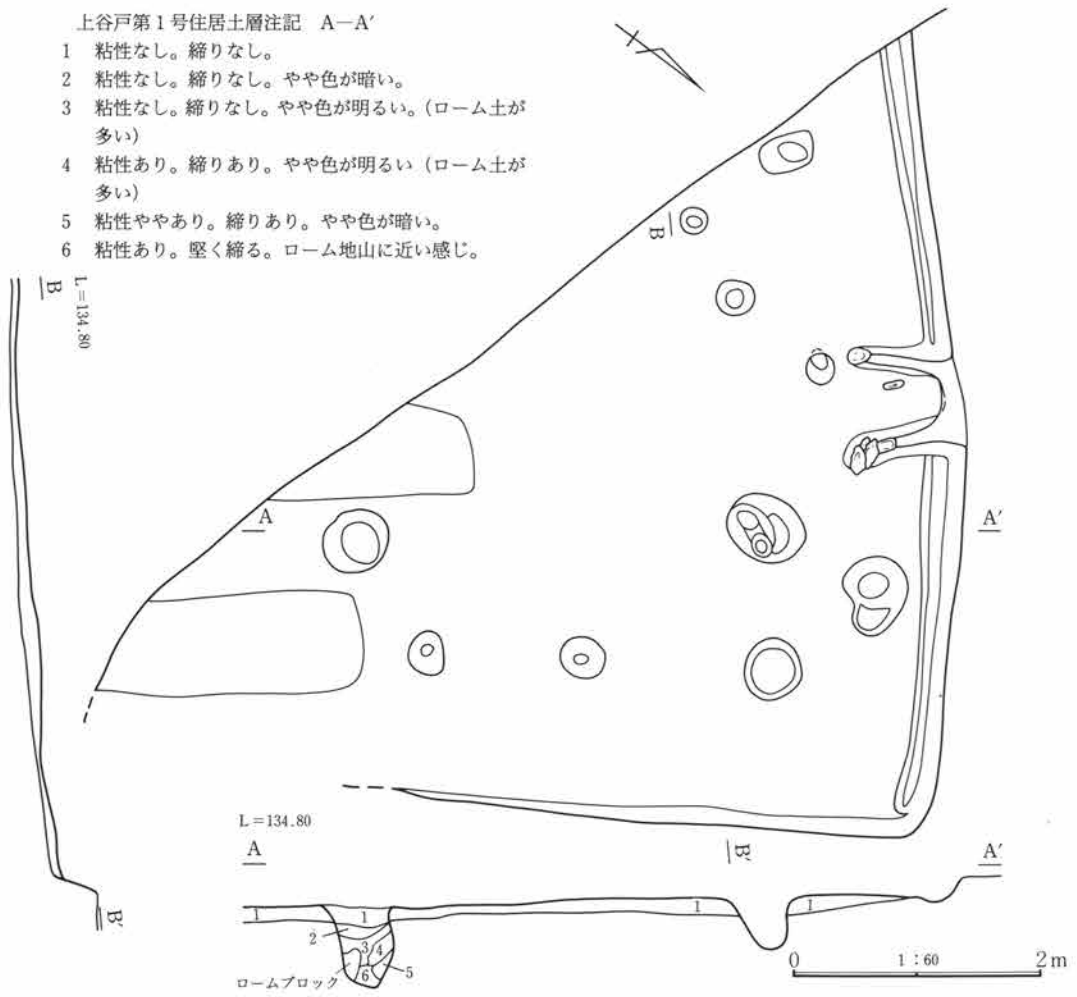 上谷戸第1号住居土層注記 A—A′
1 粘性なし。締りなし。
2 粘性なし。締りなし。やや色が暗い。
3 粘性なし。締りなし。やや色が明るい。(ローム土が
多い)
4 粘性あり。締りあり。やや色が明るい(ローム土が
多い)
5 粘性ややあり。締りあり。やや色が暗い。
6 粘性あり。堅く締る。ローム地山に近い感じ。
B
L=134.80
B
A
A′
L=134.80
A
B′
A′
B′
1
1
1
1
2
3
4
5
6
ロームブロック
0 1:60 2m